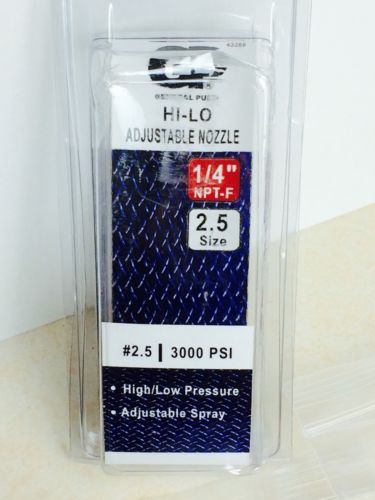 GENERAL PUMP
HI-LO
ADJUSTABLE NOZZLE
1/4"
NPT-F
2.5
Size
#2.5 | 3000 PSI
• High/Low Pressure
• Adjustable Spray